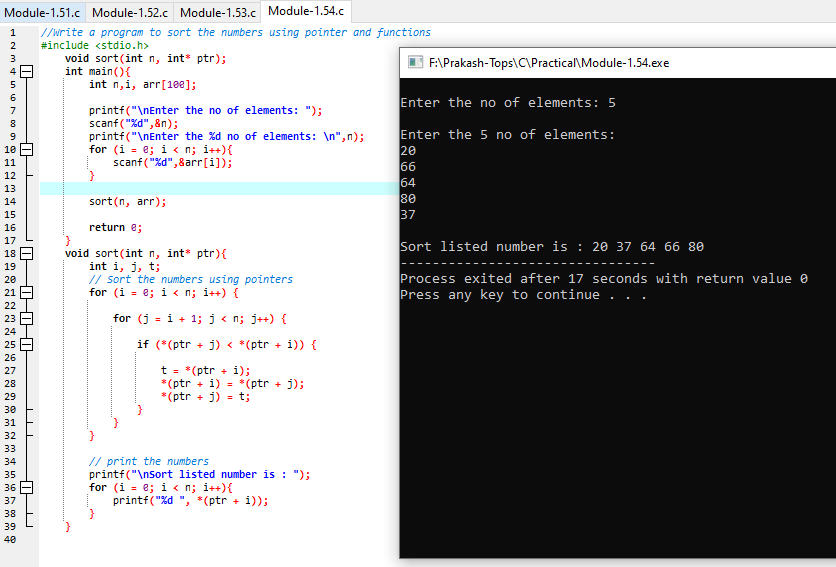 Module-1.51.c Module-1.52.c Module-1.53.c Module-1.54.c
1 //Write a program to sort the numbers using pointer and functions
2 #include <stdio.h>
3 void sort(int n, int* ptr);
4 int main(){
5 int n,i, arr[100];
6
7 printf("\nEnter the no of elements: ");
8 scanf("%d",&n);
9 printf("\nEnter the %d no of elements: \n",n);
10 for (i = 0; i < n; i++){
11 scanf("%d",&arr[i]);
12 }
13
14 sort(n, arr);
15
16 return 0;
17 }
18 void sort(int n, int* ptr){
19 int i, j, t;
20 // Sort the numbers using pointers
21 for (i = 0; i < n; i++) {
22
23 for (j = i + 1; j < n; j++) {
24
25 if (*(ptr + j) < *(ptr + i)) {
26
27 t = *(ptr + i);
28 *(ptr + i) = *(ptr + j);
29 *(ptr + j) = t;
30 }
31 }
32 }
33
34 // print the numbers
35 printf("\nSort listed number is : ");
36 for (i = 0; i < n; i++){
37 printf("%d ", *(ptr + i));
38 }
39 }
40
F:\Prakash-Tops\C\Practical\Module-1.54.exe
Enter the no of elements: 5
Enter the 5 no of elements:
20
66
64
80
37
Sort listed number is : 20 37 64 66 80
--------------------------------
Process exited after 17 seconds with return value 0
Press any key to continue . . .